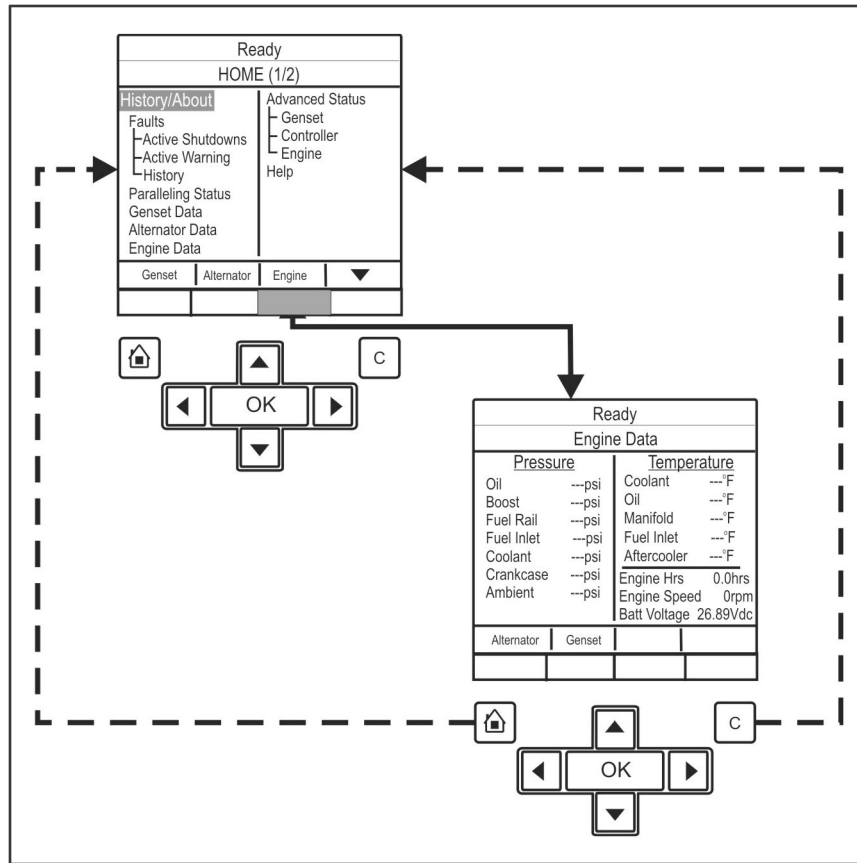 Ready
HOME (1/2)
History/About
Faults
Active Shutdowns
Active Warning
History
Paralleling Status
Genset Data
Alternator Data
Engine Data
Advanced Status
Genset
Controller
Engine
Help
Genset Alternator Engine
C
OK
Ready
Engine Data
Pressure
Oil ---psi
Boost ---psi
Fuel Rail ---psi
Fuel Inlet ---psi
Coolant ---psi
Crankcase ---psi
Ambient ---psi
Temperature
Coolant ---°F
Oil ---°F
Manifold ---°F
Fuel Inlet ---°F
Aftercooler ---°F
Engine Hrs 0.0hrs
Engine Speed 0rpm
Batt Voltage 26.89Vdc
Alternator Genset
C
OK